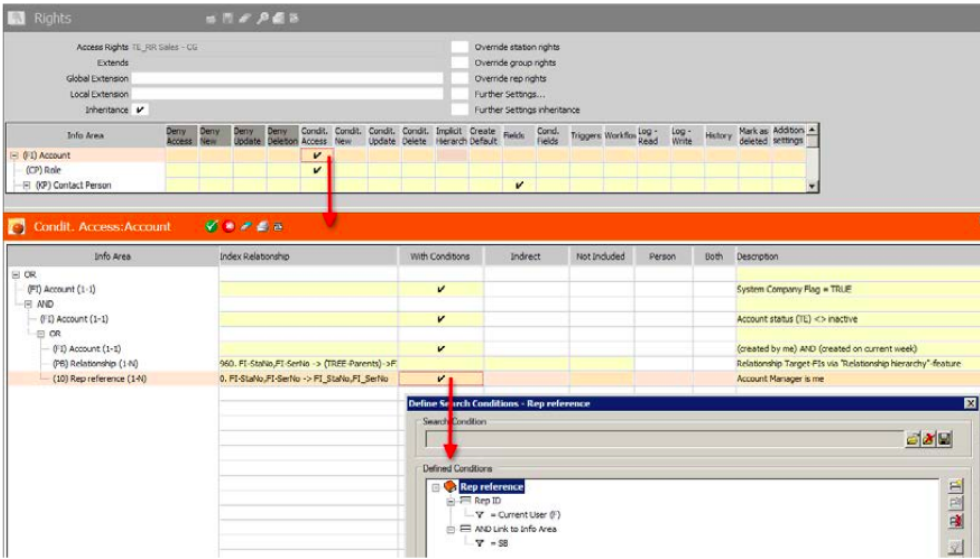 Rights
Access Rights TE_RR Sales - CG
Override station rights
Extends
Override group rights
Global Extension
Override rep rights
Local Extension
Further Settings...
Inheritance
Further Settings inheritance
Info Area Deny Access Deny New Deny Update Deny Deletion Condit. Access Condit. New Condit. Update Condit. Delete Implicit Hierarch Create Default Fields Cond. Fields Triggers Workflow Log - Read Log - Write History Mark as deleted Addition. settings
(FI) Account
(CP) Role
(KP) Contact Person
Condit. Access:Account
Info Area Index Relationship With Conditions Indirect Not Included Person Both Description
OR
(FI) Account (1-1) System Company Flag = TRUE
AND
(FI) Account (1-1) Account status (TE) <> inactive
OR
(FI) Account (1-1) (created by me) AND (created on current week)
(PB) Relationship (1-N) 960. FI-StaNo,FI-SerNo -> (TREE-Parents)->F Relationship Target-FIs via "Relationship hierarchy"-feature
(10) Rep reference (1-N) 0. FI-StaNo,FI-SerNo -> FI_StaNo,FI_SerNo Account Manager is me
Define Search Conditions - Rep reference
Search Condition
Defined Conditions
Rep reference
Rep ID
= Current User (F)
AND Link to Info Area
= SB